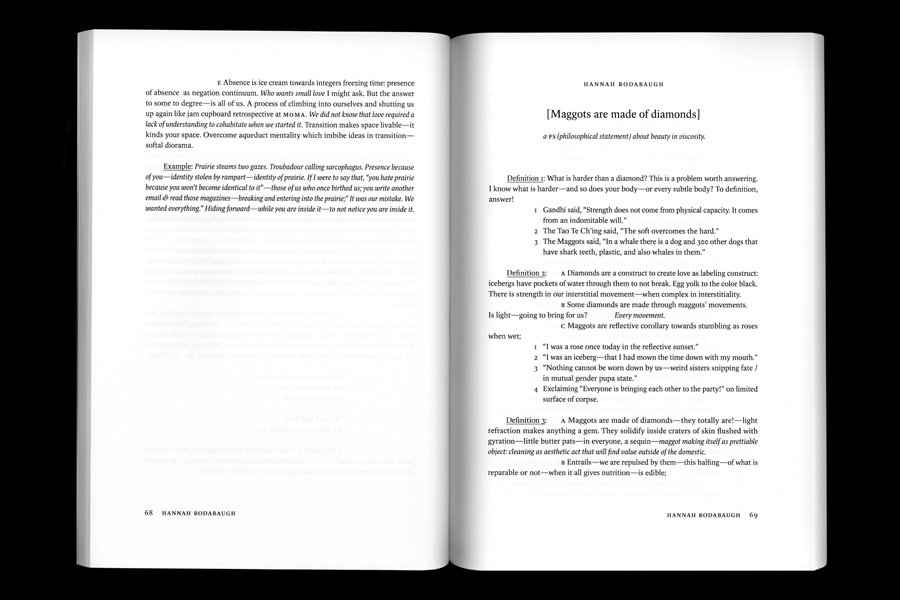 E Absence is ice cream towards integers freezing time: presence
of absence as negation continuum. Who wants small love I might ask. But the answer
to some to degree—is all of us. A process of climbing into ourselves and shutting us
up again like jam cupboard retrospective at MOMA. We did not know that love required a
lack of understanding to cohabitate when we started it. Transition makes space livable—it
kinds your space. Overcome aqueduct mentality which imbibe ideas in transition—
softal diorama.
Example: Prairie steams two gazes. Troubadour calling sarcophagus. Presence because
of you—identity stolen by rampart—identity of prairie. If I were to say that, "you hate prairie
because you won't become identical to it"—those of us who once birthed us; you write another
email & read those magazines—breaking and entering into the prairie;" It was our mistake. We
wanted everything." Hiding forward—while you are inside it—to not notice you are inside it.
68 HANNAH RODABAUGH
HANNAH RODABAUGH
[Maggots are made of diamonds]
a PS (philosophical statement) about beauty in viscosity.
Definition 1: What is harder than a diamond? This is a problem worth answering.
I know what is harder—and so does your body—or every subtle body? To definition,
answer!
1 Gandhi said, "Strength does not come from physical capacity. It comes
from an indomitable will."
2 The Tao Te Ch'ing said, "The soft overcomes the hard."
3 The Maggots said, "In a whale there is a dog and 300 other dogs that
have shark teeth, plastic, and also whales in them."
Definition 2: A Diamonds are a construct to create love as labeling construct:
icebergs have pockets of water through them to not break. Egg yolk to the color black.
There is strength in our interstitial movement—when complex in interstitiality.
B Some diamonds are made through maggots' movements.
Is light—going to bring for us? Every movement.
C Maggots are reflective corollary towards stumbling as roses
when wet;
1 "I was a rose once today in the reflective sunset."
2 "I was an iceberg—that I had mown the time down with my mouth."
3 "Nothing cannot be worn down by us—weird sisters snipping fate /
in mutual gender pupa state."
4 Exclaiming "Everyone is bringing each other to the party!" on limited
surface of corpse.
Definition 3: A Maggots are made of diamonds—they totally are!—light
refraction makes anything a gem. They solidify inside craters of skin flushed with
gyration—little butter pats—in everyone, a sequin—maggot making itself as prettiable
object: cleaning as aesthetic act that will find value outside of the domestic.
B Entrails—we are repulsed by them—this halfing—of what is
reparable or not—when it all gives nutrition—is edible;
HANNAH RODABAUGH 69